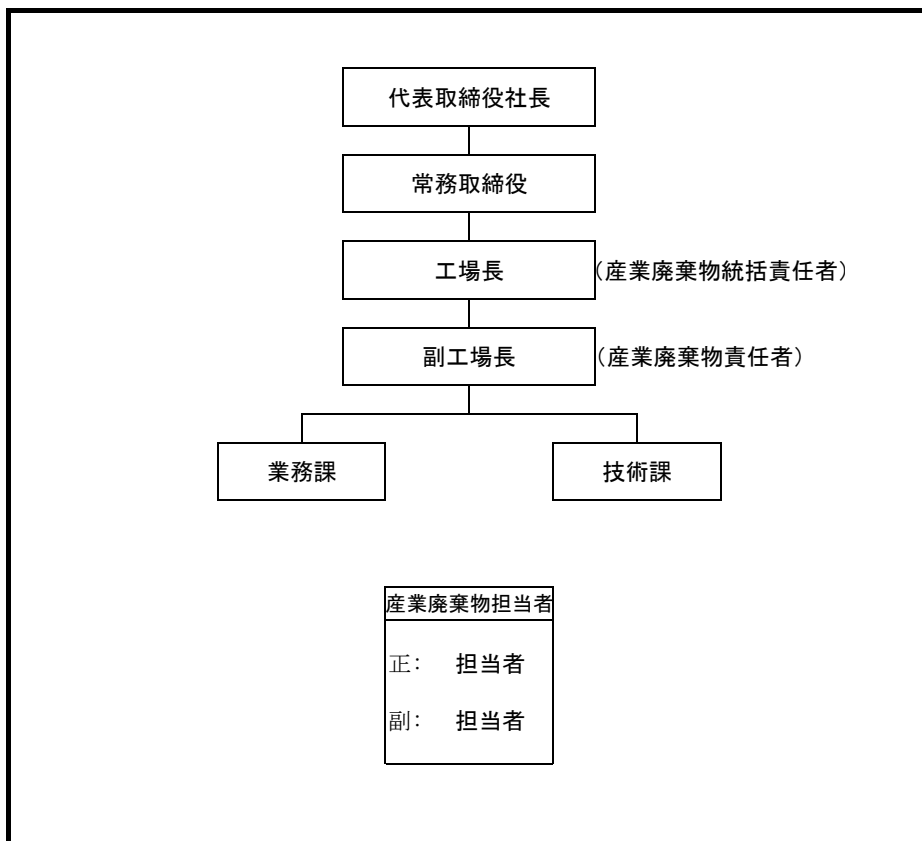 代表取締役社長
常務取締役
工場長 (産業廃棄物統括責任者)
副工場長 (産業廃棄物責任者)
業務課 技術課
産業廃棄物担当者
正: 担当者
副: 担当者